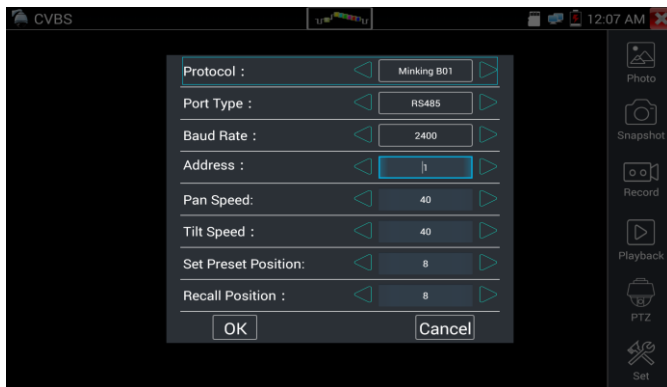 CVBS
12:07 AM
Protocol : Minking B01
Port Type : RS485
Baud Rate : 2400
Address : 1
Pan Speed: 40
Tilt Speed : 40
Set Preset Position: 8
Recall Position : 8
OK Cancel
Photo
Snapshot
Record
Playback
PTZ
Set